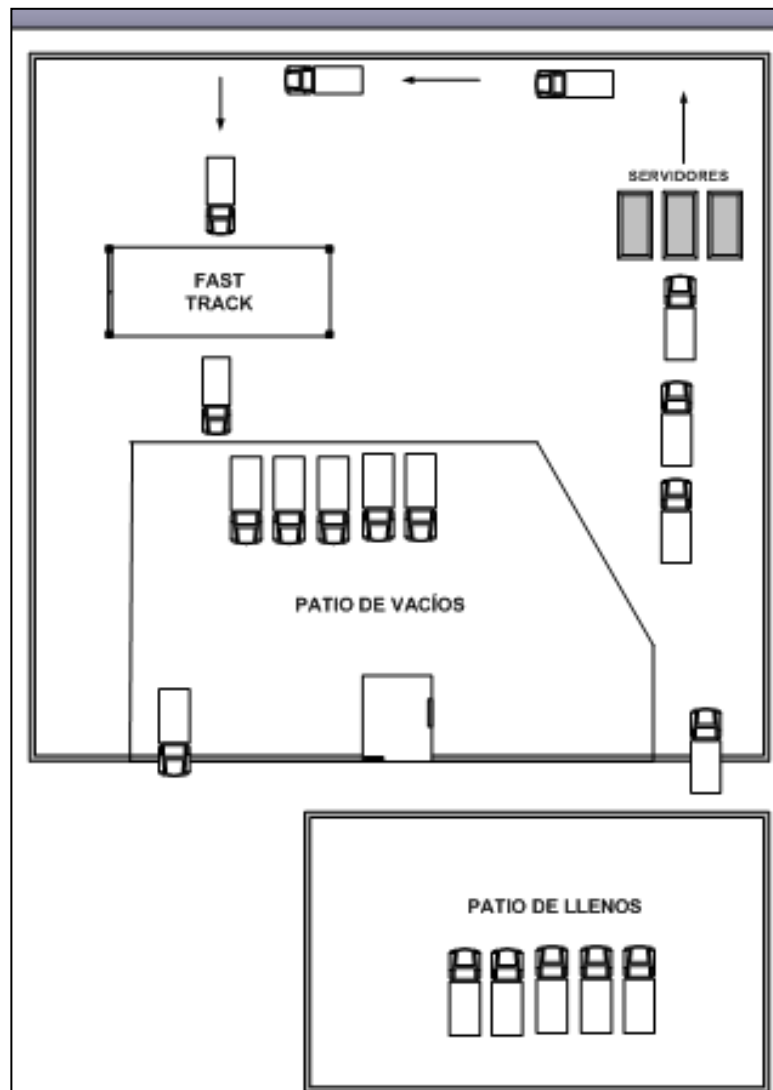 SERVIDORES
FAST
TRACK
PATIO DE VACÍOS
PATIO DE LLENOS